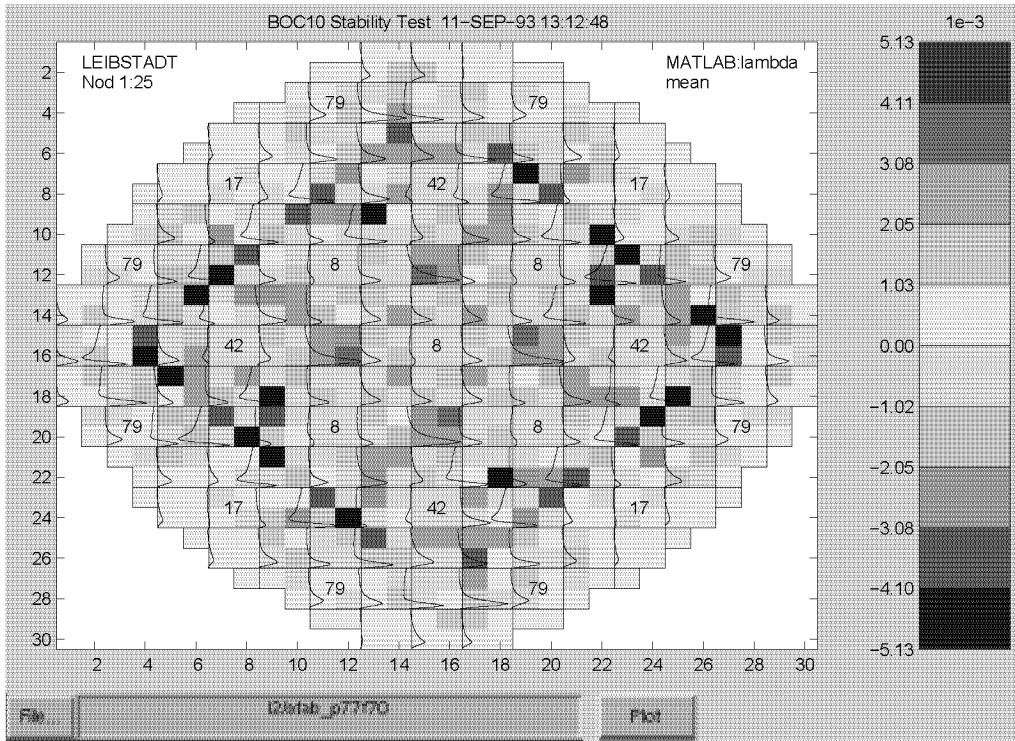 BOC10 Stability Test 11-SEP-93 13:12:48
1e-3
LEIBSTADT
Nod 1:25
MATLAB:lambda
mean
2
4
6
8
10
12
14
16
18
20
22
24
26
28
30
79 79
17 42 17
79 8 8 79
42 8 42
79 8 8 79
17 42 17
79 79
2 4 6 8 10 12 14 16 18 20 22 24 26 28 30
5.13
4.11
3.08
2.05
1.03
0.00
-1.02
-2.05
-3.08
-4.10
-5.13
File...
Plot